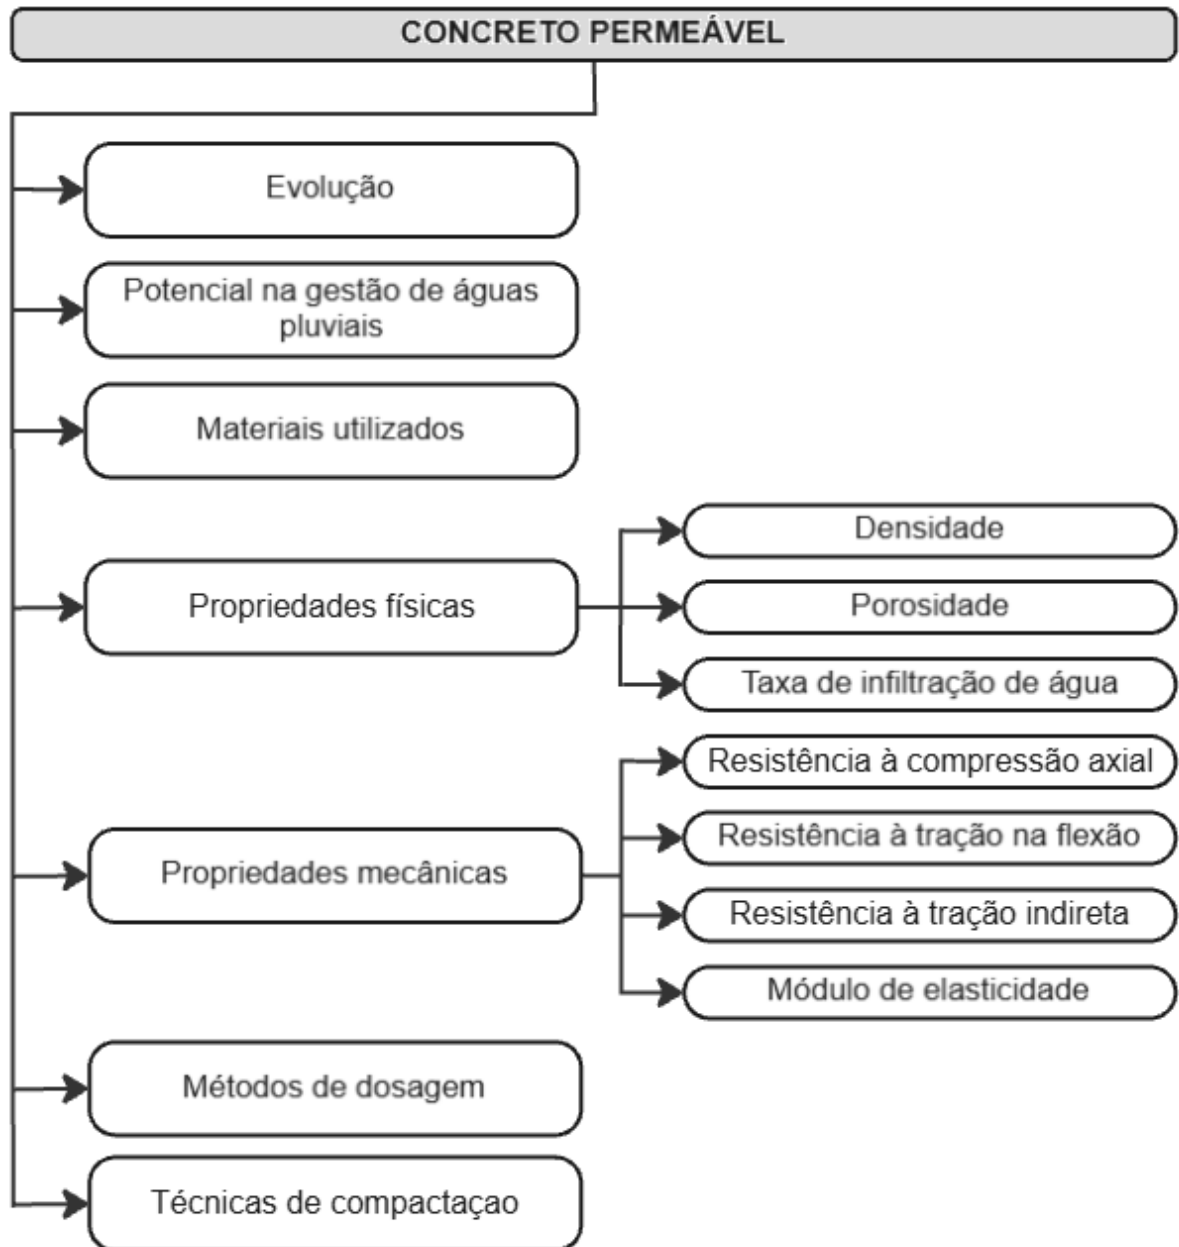 CONCRETO PERMEÁVEL
Evolução
Potencial na gestão de águas
pluviais
Materiais utilizados
Propriedades físicas
Densidade
Porosidade
Taxa de infiltração de água
Propriedades mecânicas
Resistência à compressão axial
Resistência à tração na flexão
Resistência à tração indireta
Módulo de elasticidade
Métodos de dosagem
Técnicas de compactaçao